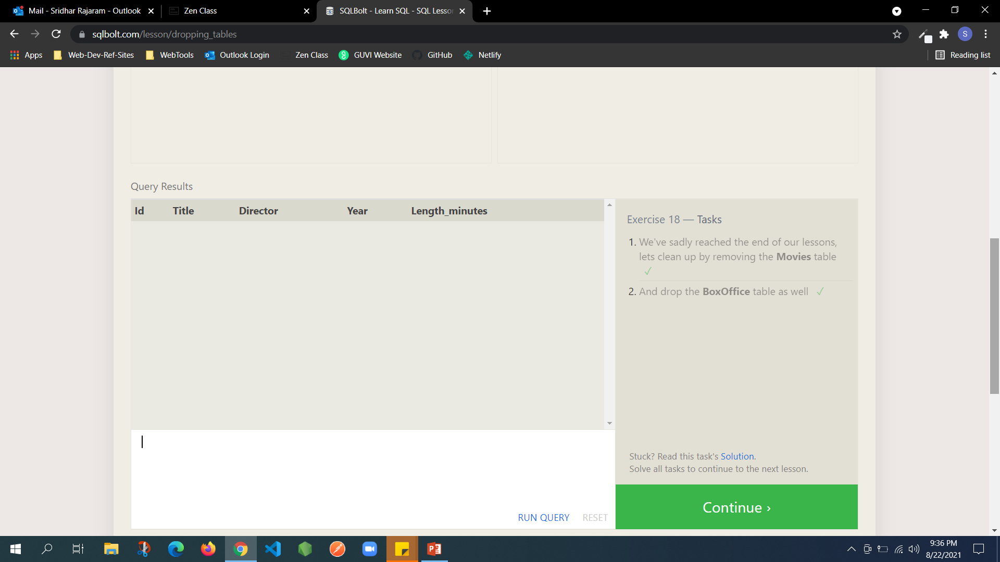 Mail - Sridhar Rajaram - Outlook
Zen Class
SQLBolt - Learn SQL - SQL Lesso
sqlbolt.com/lesson/dropping_tables
S
Apps
Web-Dev-Ref-Sites
WebTools
Outlook Login
Zen Class
GUVI Website
GitHub
Netlify
Reading list
Query Results
Id Title Director Year Length_minutes
Exercise 18 — Tasks
1. We've sadly reached the end of our lessons,
lets clean up by removing the Movies table
✓
2. And drop the BoxOffice table as well ✓
Stuck? Read this task's Solution.
Solve all tasks to continue to the next lesson.
RUN QUERY RESET
Continue ›
9:36 PM
8/22/2021